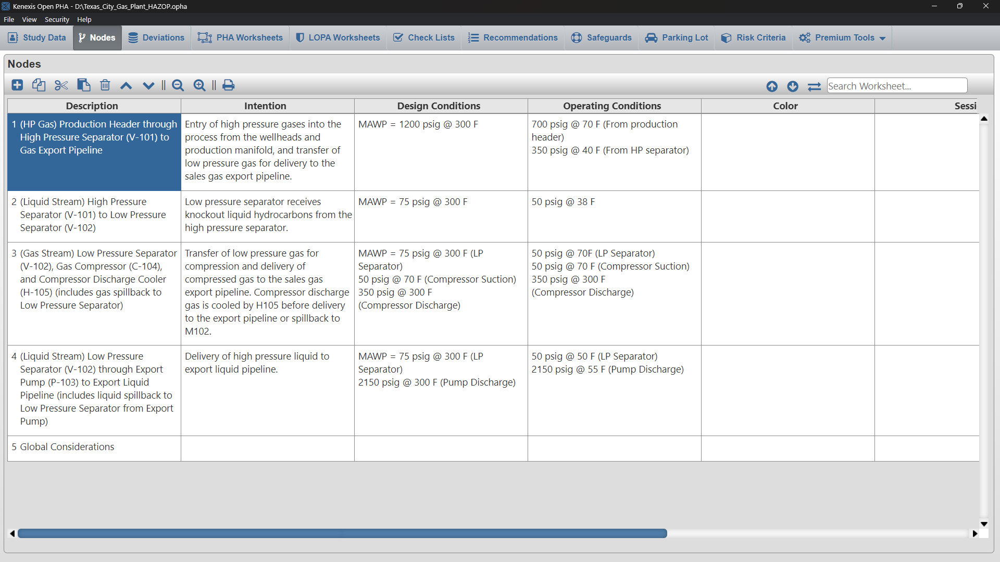 Kenexis Open PHA - D:\Texas_City_Gas_Plant_HAZOP.opha
File View Security Help
Study Data Nodes Deviations PHA Worksheets LOPA Worksheets Check Lists Recommendations Safeguards Parking Lot Risk Criteria Premium Tools
Nodes
Search Worksheet...
Description Intention Design Conditions Operating Conditions Color Sessi
1 (HP Gas) Production Header through
High Pressure Separator (V-101) to
Gas Export Pipeline
Entry of high pressure gases into the
process from the wellheads and
production manifold, and transfer of
low pressure gas for delivery to the
sales gas export pipeline.
MAWP = 1200 psig @ 300 F
700 psig @ 70 F (From production
header)
350 psig @ 40 F (From HP separator)
2 (Liquid Stream) High Pressure
Separator (V-101) to Low Pressure
Separator (V-102)
Low pressure separator receives
knockout liquid hydrocarbons from the
high pressure separator.
MAWP = 75 psig @ 300 F
50 psig @ 38 F
3 (Gas Stream) Low Pressure Separator
(V-102), Gas Compressor (C-104),
and Compressor Discharge Cooler
(H-105) (includes gas spillback to
Low Pressure Separator)
Transfer of low pressure gas for
compression and delivery of
compressed gas to the sales gas
export pipeline. Compressor discharge
gas is cooled by H105 before delivery
to the export pipeline or spillback to
M102.
MAWP = 75 psig @ 300 F (LP
Separator)
50 psig @ 70 F (Compressor Suction)
350 psig @ 300 F
(Compressor Discharge)
50 psig @ 70F (LP Separator)
50 psig @ 70 F (Compressor Suction)
350 psig @ 300 F
(Compressor Discharge)
4 (Liquid Stream) Low Pressure
Separator (V-102) through Export
Pump (P-103) to Export Liquid
Pipeline (includes liquid spillback to
Low Pressure Separator from Export
Pump)
Delivery of high pressure liquid to
export liquid pipeline.
MAWP = 75 psig @ 300 F (LP
Separator)
2150 psig @ 300 F (Pump Discharge)
50 psig @ 50 F (LP Separator)
2150 psig @ 55 F (Pump Discharge)
5 Global Considerations